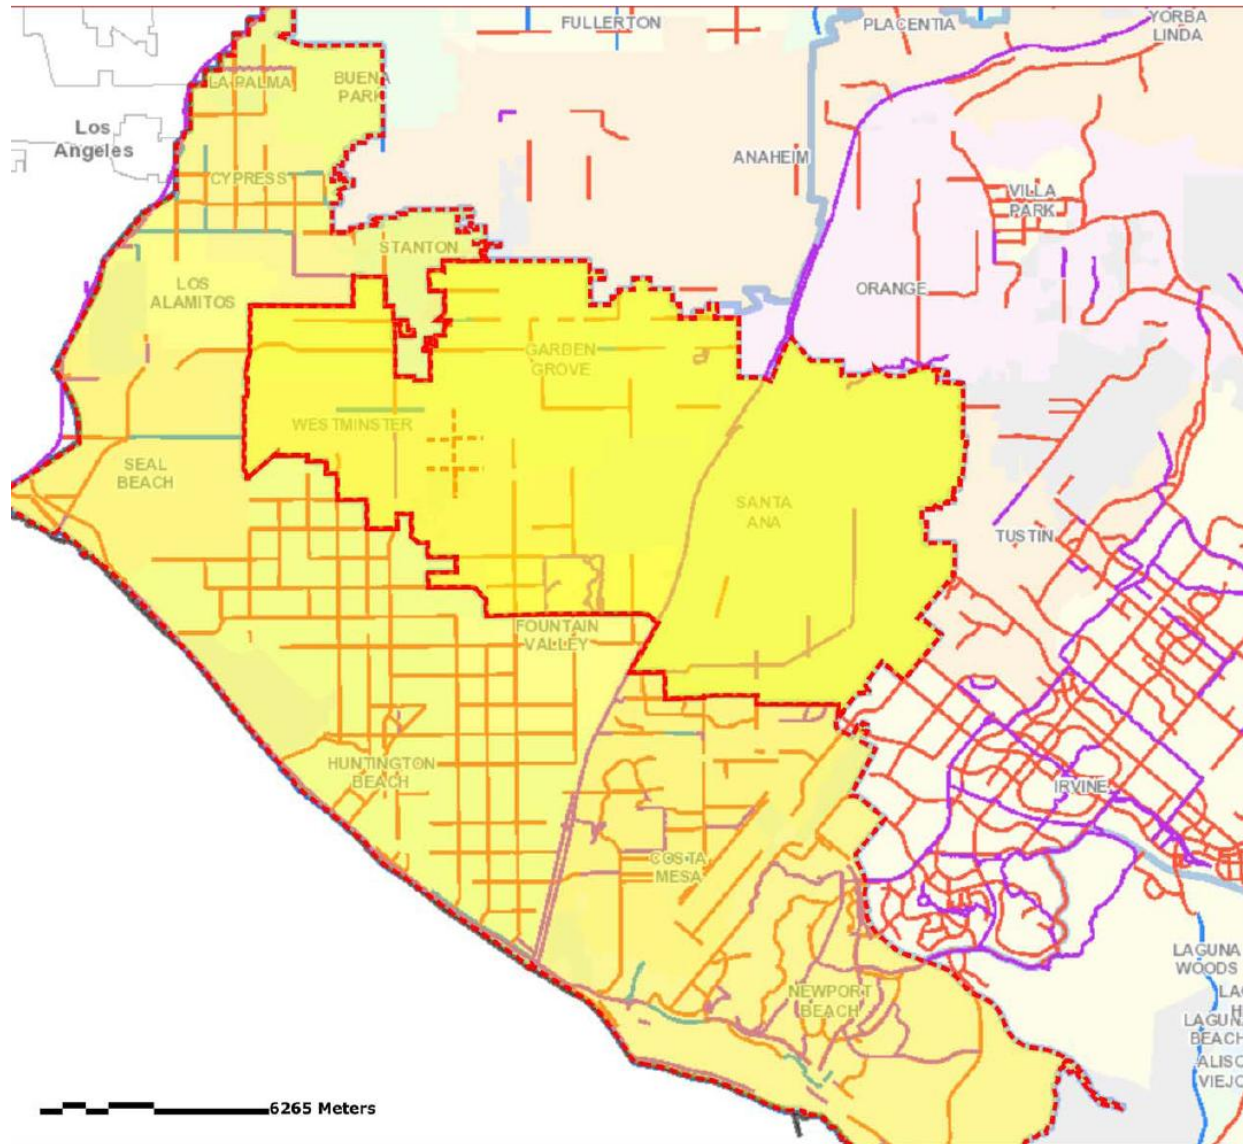 FULLERTON
PLACENTIA
YORBA
LINDA
LA PALMA
BUENA
PARK
Los
Angeles
ANAHEIM
CYPRESS
VILLA
PARK
STANTON
LOS
ALAMITOS
ORANGE
GARDEN
GROVE
WESTMINSTER
SEAL
BEACH
SANTA
ANA
TUSTIN
FOUNTAIN
VALLEY
HUNTINGTON
BEACH
IRVINE
COSTA
MESA
LAGUNA
WOODS
NEWPORT
BEACH
LAG
H
LAGUNA
BEACH
ALISO
VIEJO
6265 Meters